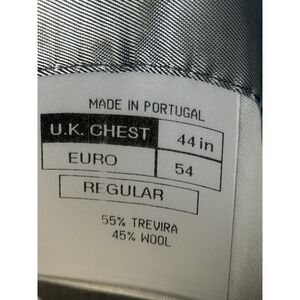 MADE IN PORTUGAL
U.K. CHEST 44 in
EURO 54
REGULAR
55% TREVIRA
45% WOOL